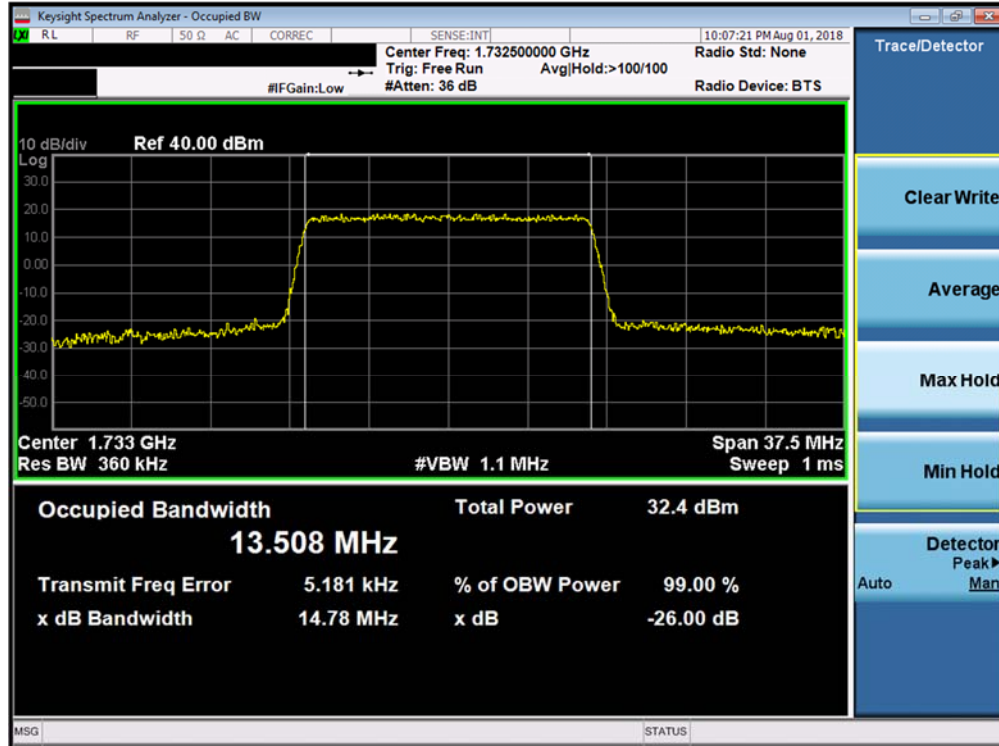 Keysight Spectrum Analyzer - Occupied BW
LXI RL RF 50 Ω AC CORREC SENSE:INT 10:07:21 PM Aug 01, 2018
Center Freq: 1.732500000 GHz Radio Std: None
Trig: Free Run Avg|Hold:>100/100
#IFGain:Low #Atten: 36 dB Radio Device: BTS
10 dB/div Ref 40.00 dBm
Log
30.0
20.0
10.0
0.00
-10.0
-20.0
-30.0
-40.0
-50.0
Center 1.733 GHz Span 37.5 MHz
Res BW 360 kHz #VBW 1.1 MHz Sweep 1 ms
Occupied Bandwidth Total Power 32.4 dBm
13.508 MHz
Transmit Freq Error 5.181 kHz % of OBW Power 99.00 %
x dB Bandwidth 14.78 MHz x dB -26.00 dB
MSG STATUS
Trace/Detector
Clear Write
Average
Max Hold
Min Hold
Detector
Peak▶
Auto Man